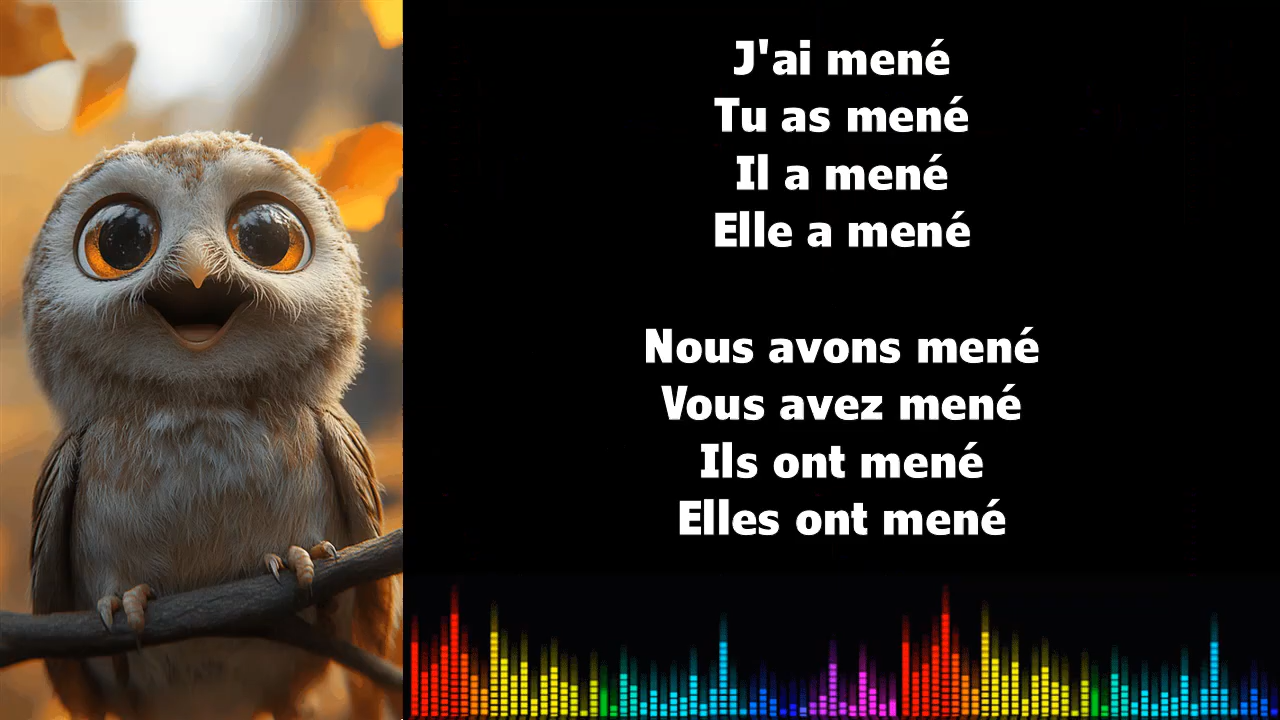 J'ai mené
Tu as mené
Il a mené
Elle a mené
Nous avons mené
Vous avez mené
Ils ont mené
Elles ont mené